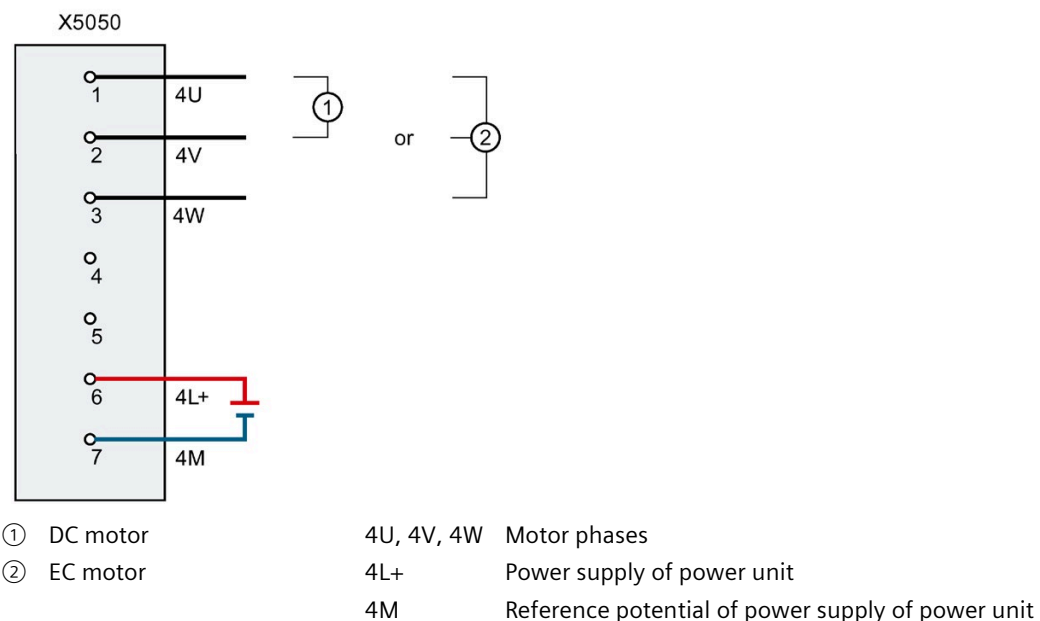 X5050
1 4U
2 4V
3 4W
4
5
6 4L+
7 4M
① or ②
① DC motor 4U, 4V, 4W Motor phases
② EC motor 4L+ Power supply of power unit
4M Reference potential of power supply of power unit